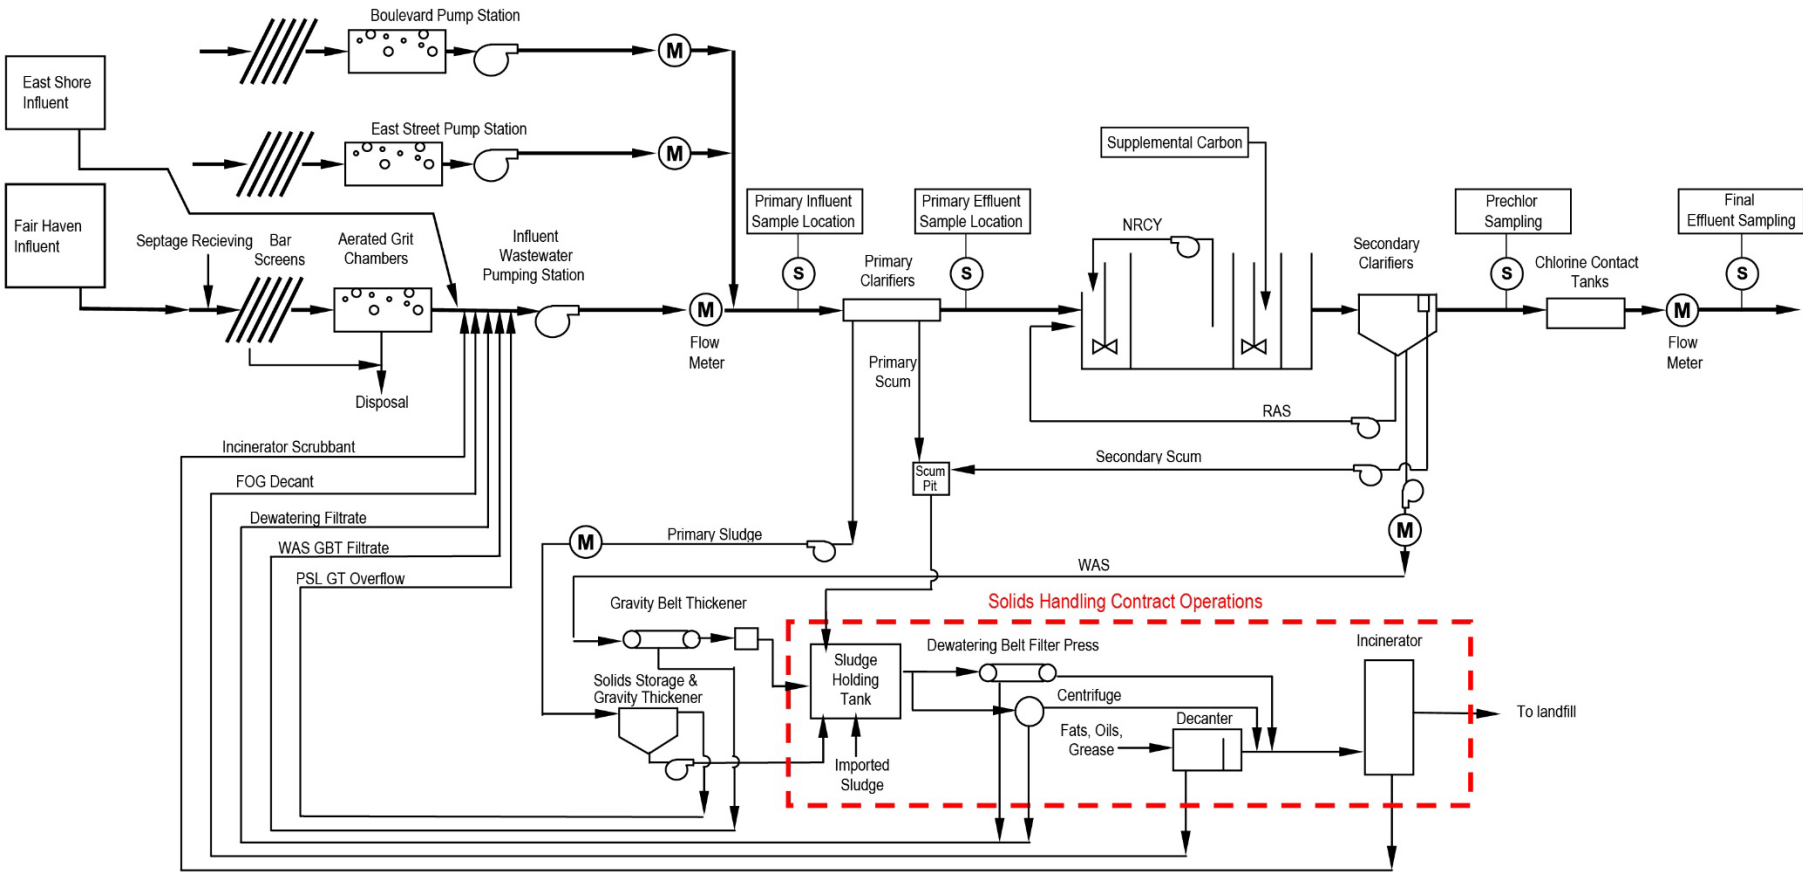 Boulevard Pump Station
M
East Shore
Influent
East Street Pump Station
M
Supplemental Carbon
Fair Haven
Influent
Septage Recieving
Bar
Screens
Aerated Grit
Chambers
Influent
Wastewater
Pumping Station
M
Flow
Meter
Primary Influent
Sample Location
S
Primary
Clarifiers
Primary Effluent
Sample Location
S
NRCY
Secondary
Clarifiers
Prechlor
Sampling
S
Chlorine Contact
Tanks
M
Flow
Meter
Final
Effluent Sampling
S
Disposal
Primary
Scum
RAS
Incinerator Scrubbant
FOG Decant
Dewatering Filtrate
WAS GBT Filtrate
PSL GT Overflow
Scum
Pit
Secondary Scum
M
Primary Sludge
M
WAS
Gravity Belt Thickener
Solids Storage &
Gravity Thickener
Solids Handling Contract Operations
Sludge
Holding
Tank
Imported
Sludge
Dewatering Belt Filter Press
Centrifuge
Fats, Oils,
Grease
Decanter
Incinerator
To landfill